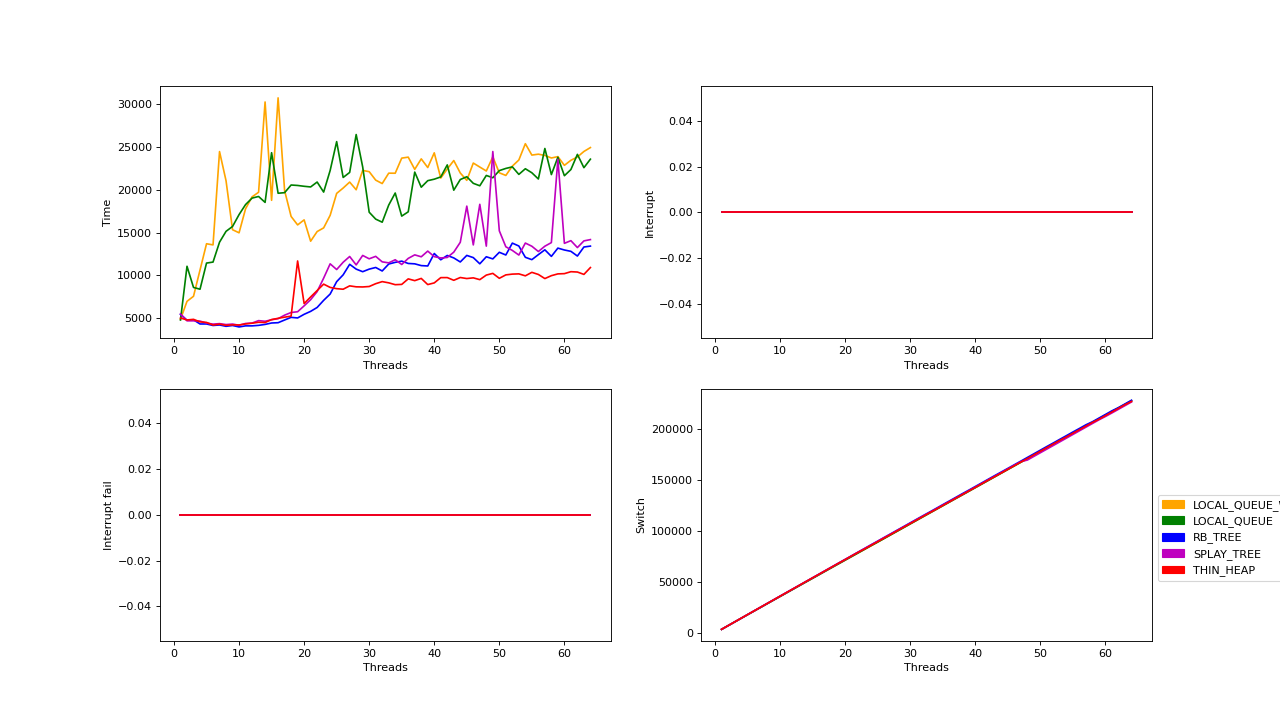 30000
25000
20000
15000
10000
5000
Time
0 10 20 30 40 50 60
Threads
0.04
0.02
0.00
−0.02
−0.04
Interrupt
0 10 20 30 40 50 60
Threads
0.04
0.02
0.00
−0.02
−0.04
Interrupt fail
0 10 20 30 40 50 60
Threads
200000
150000
100000
50000
0
Switch
0 10 20 30 40 50 60
Threads
LOCAL_QUEUE_
LOCAL_QUEUE
RB_TREE
SPLAY_TREE
THIN_HEAP